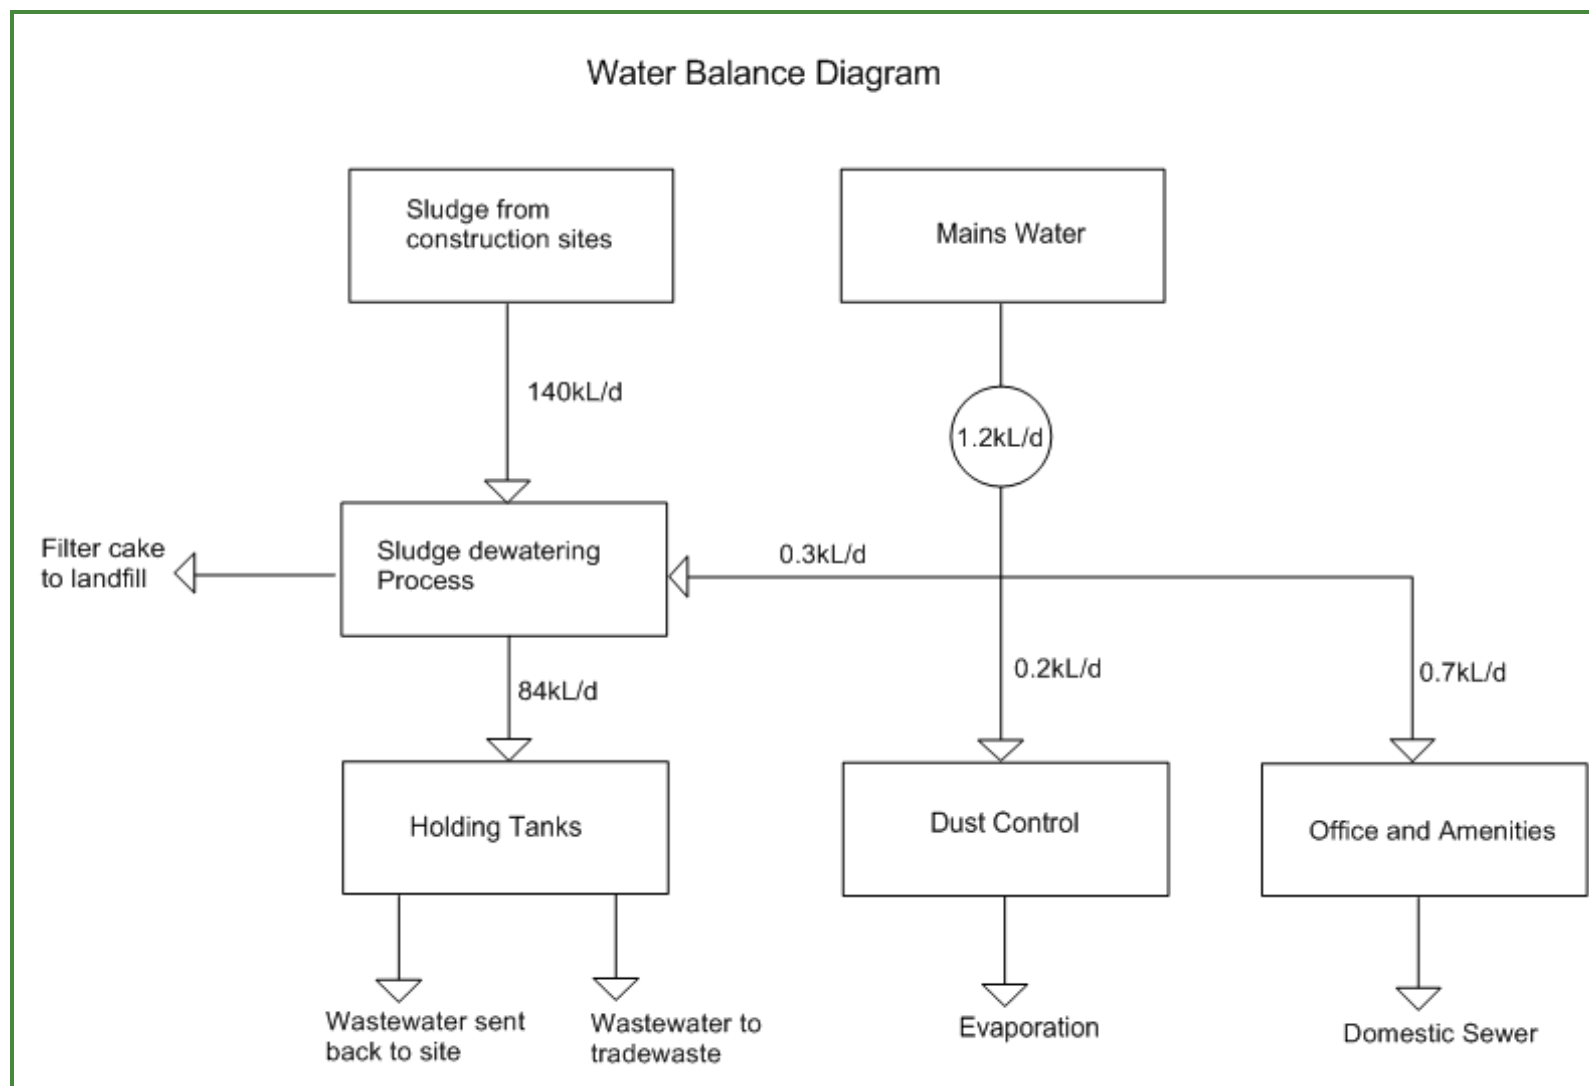 Water Balance Diagram
Sludge from
construction sites
Mains Water
140kL/d
1.2kL/d
Filter cake
to landfill
Sludge dewatering
Process
0.3kL/d
84kL/d
0.2kL/d
0.7kL/d
Holding Tanks
Dust Control
Office and Amenities
Wastewater sent
back to site
Wastewater to
tradewaste
Evaporation
Domestic Sewer